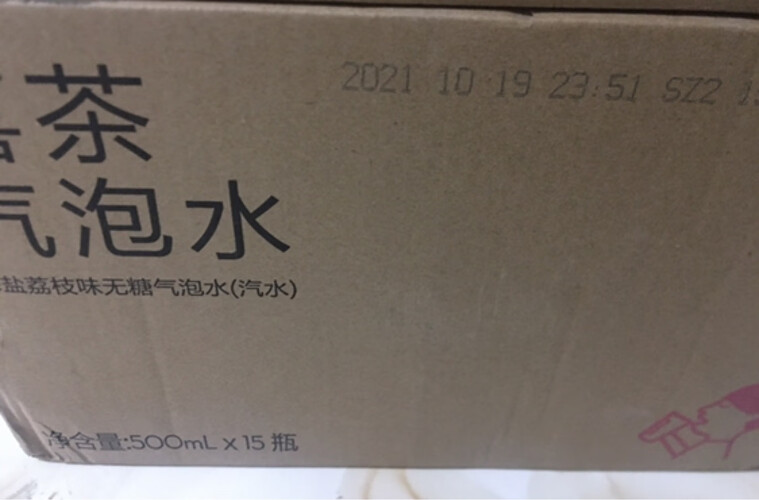 2021 10 19 23:51 SZ2
茶
气泡水
盐荔枝味无糖气泡水(汽水)
净含量:500mL x 15 瓶